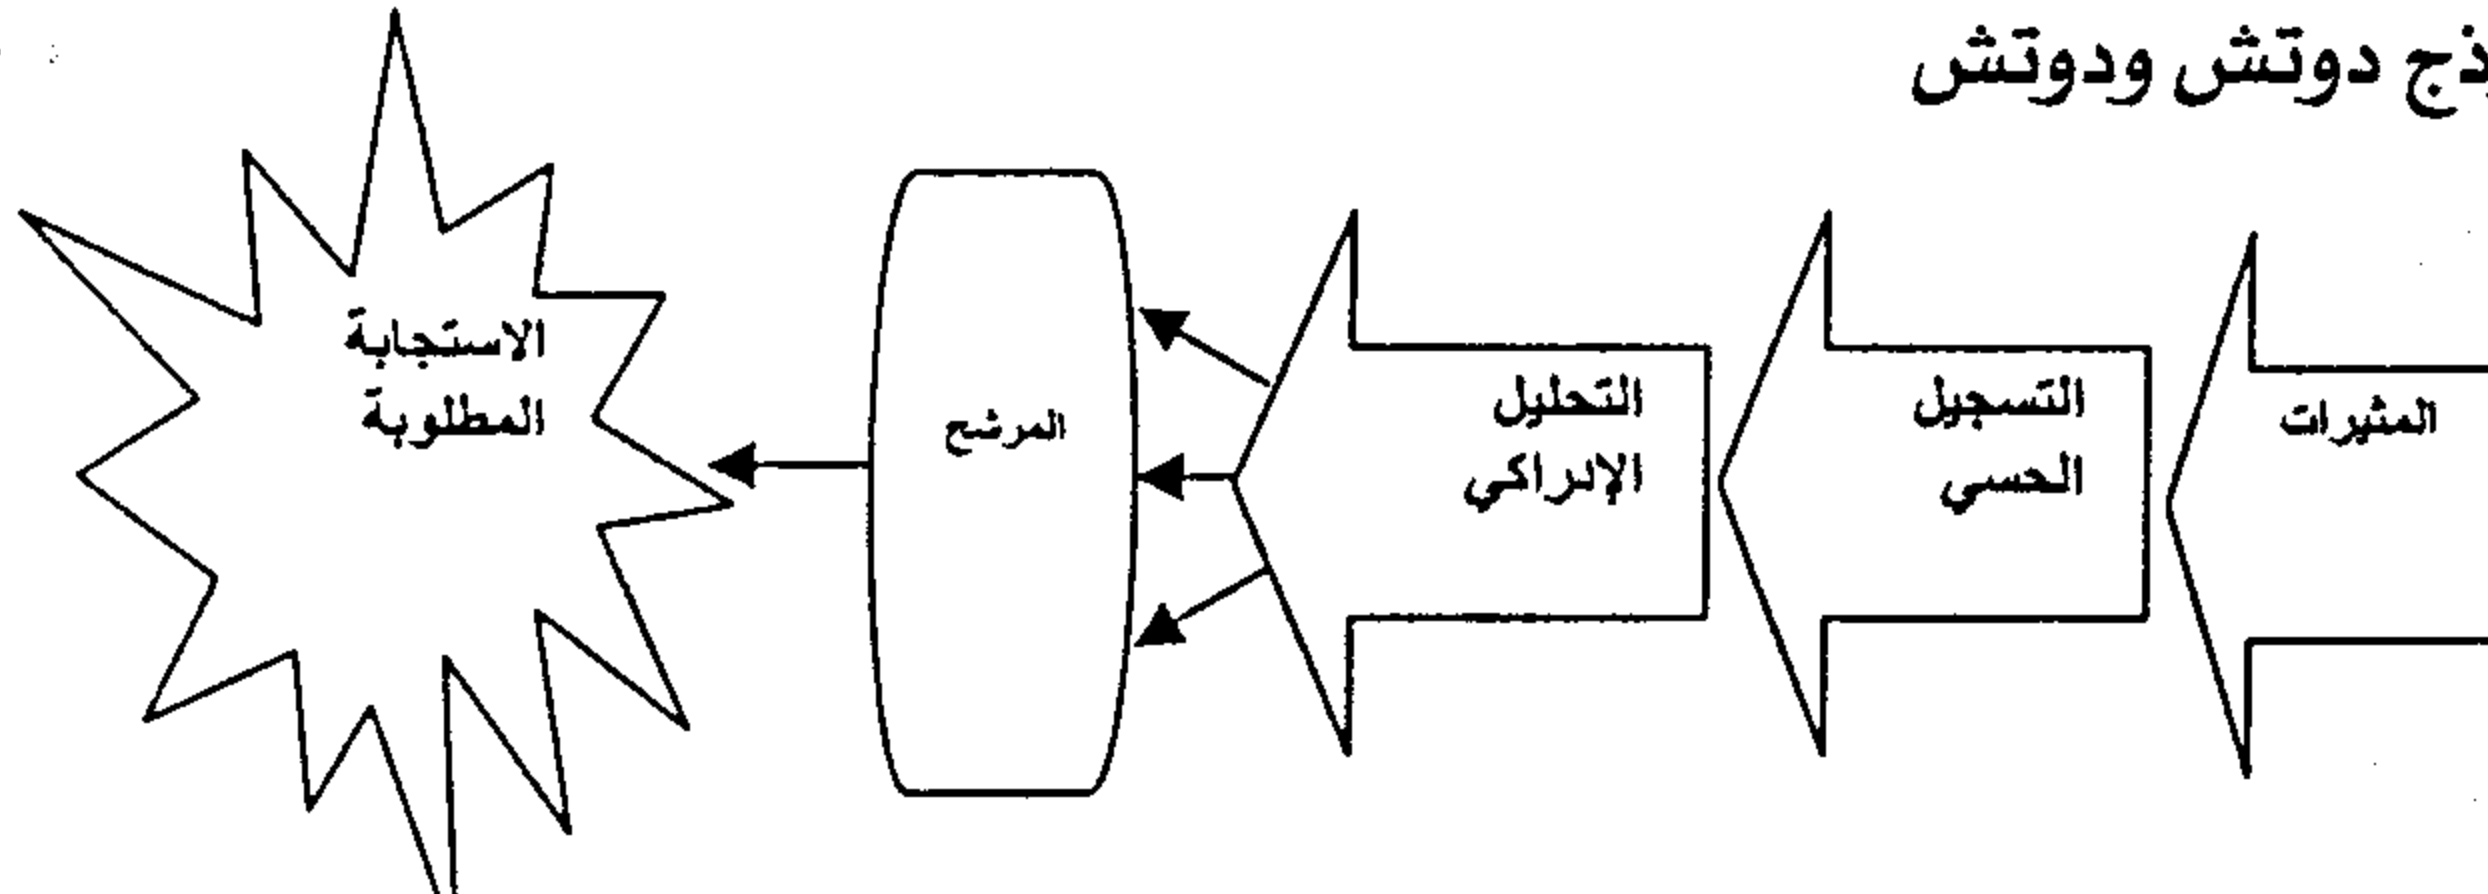 ذج دوتش ودوتش
المثيرات
التسجيل
الحسي
التحليل
الإدراكي
المرشح
الاستجابة
المطلوبة